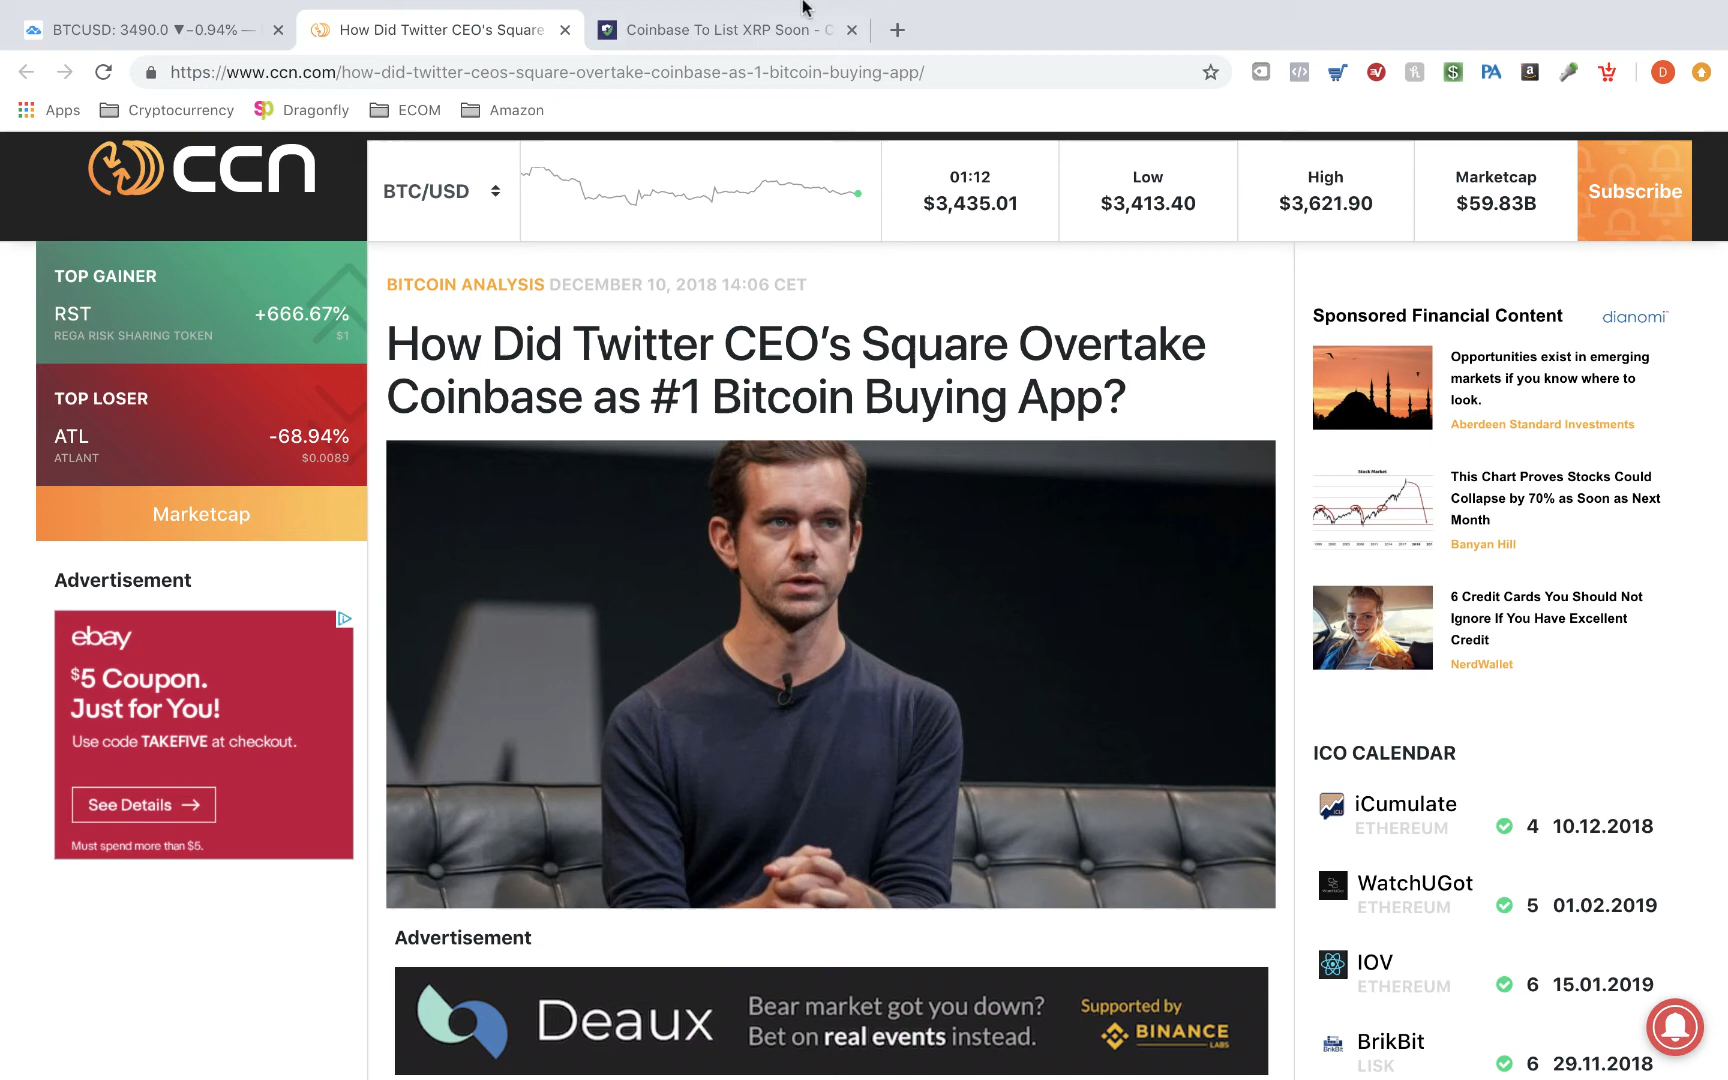 BTCUSD: 3490.0 ▼−0.94% —
How Did Twitter CEO's Square
Coinbase To List XRP Soon - C
https://www.ccn.com/how-did-twitter-ceos-square-overtake-coinbase-as-1-bitcoin-buying-app/
PA
D
Apps
Cryptocurrency
Dragonfly
ECOM
Amazon
ccn
BTC/USD
01:12
$3,435.01
Low
$3,413.40
High
$3,621.90
Marketcap
$59.83B
Subscribe
TOP GAINER
RST +666.67%
REGA RISK SHARING TOKEN $1
TOP LOSER
ATL -68.94%
ATLANT $0.0089
Marketcap
Advertisement
ebay
$5 Coupon.
Just for You!
Use code TAKEFIVE at checkout.
See Details →
Must spend more than $5.
BITCOIN ANALYSIS DECEMBER 10, 2018 14:06 CET
How Did Twitter CEO’s Square Overtake
Coinbase as #1 Bitcoin Buying App?
Advertisement
Deaux
Bear market got you down?
Bet on real events instead.
Supported by
BINANCE
LABS
Sponsored Financial Content
dianomi
Opportunities exist in emerging
markets if you know where to
look.
Aberdeen Standard Investments
Stock Market
This Chart Proves Stocks Could
Collapse by 70% as Soon as Next
Month
Banyan Hill
6 Credit Cards You Should Not
Ignore If You Have Excellent
Credit
NerdWallet
ICO CALENDAR
iCumulate
ETHEREUM
4 10.12.2018
WatchUGot
ETHEREUM
5 01.02.2019
IOV
ETHEREUM
6 15.01.2019
BrikBit
BrikBit
LISK
6 29.11.2018